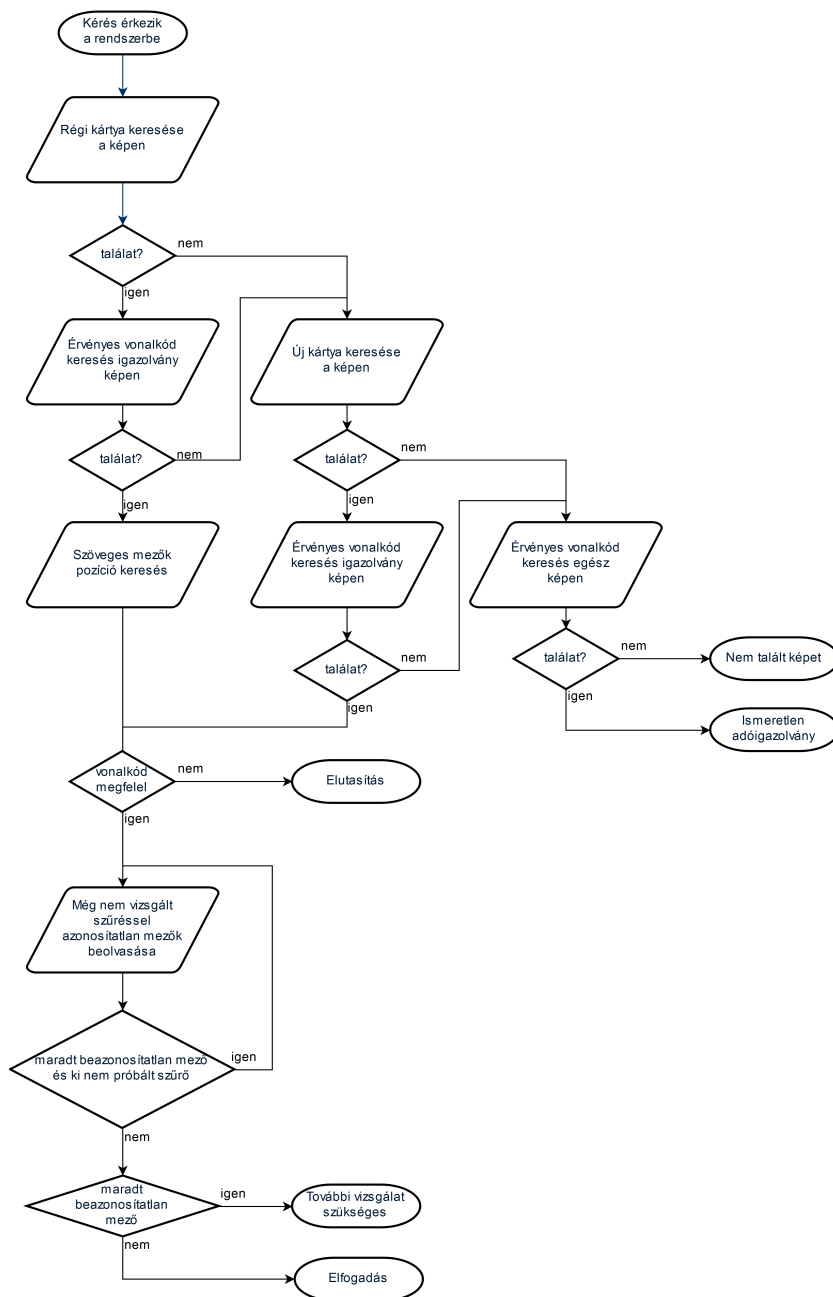 Kérés érkezik
a rendszerbe
Régi kártya keresése
a képen
találat?
nem
igen
Érvényes vonalkód
keresés igazolvány
képen
Új kártya keresése
a képen
találat?
nem
igen
találat?
nem
igen
Szöveges mezők
pozíció keresés
Érvényes vonalkód
keresés igazolvány
képen
Érvényes vonalkód
keresés egész
képen
találat?
nem
igen
találat?
nem
igen
Nem talált képet
Ismeretlen
adóigazolvány
vonalkód
megfelel
nem
igen
Elutasítás
Még nem vizsgált
szűréssel
azonosítatlan mezők
beolvasása
maradt beazonosítatlan mező
és ki nem próbált szűrő
igen
nem
maradt
beazonosítatlan
mező
igen
nem
További vizsgálat
szükséges
Elfogadás